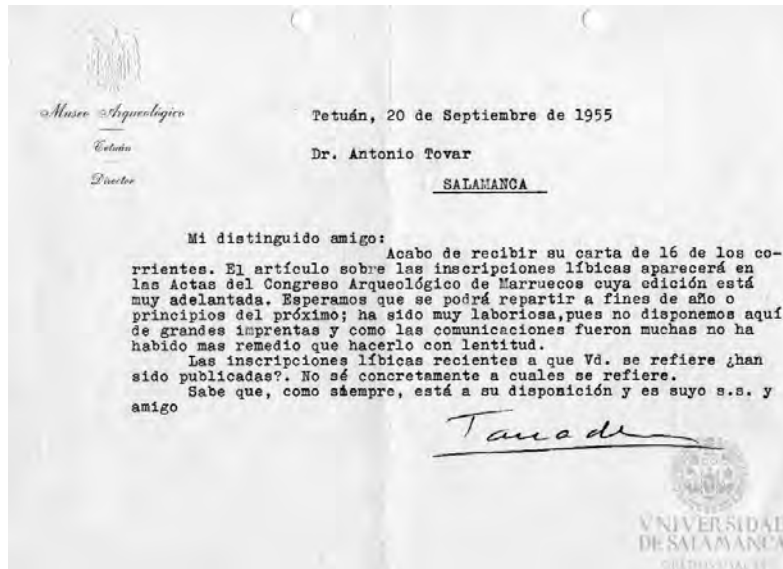 Museo Arqueológico
Tetuán
Director
Tetuán, 20 de Septiembre de 1955
Dr. Antonio Tovar
SALAMANCA
Mi distinguido amigo:
Acabo de recibir su carta de 16 de los co-
rrientes. El artículo sobre las inscripciones líbicas aparecerá en
las Actas del Congreso Arqueológico de Marruecos cuya edición está
muy adelantada. Esperamos que se podrá repartir a fines de año o
principios del próximo; ha sido muy laboriosa,pues no disponemos aquí
de grandes imprentas y como las comunicaciones fueron muchas no ha
habido mas remedio que hacerlo con lentitud.
Las inscripciones líbicas recientes a que Vd. se refiere ¿han
sido publicadas?. No sé concretamente a cuales se refiere.
Sabe que, como siempre, está a su disposición y es suyo s.s. y
amigo
VNIVERSIDAD
DE SALAMANCA